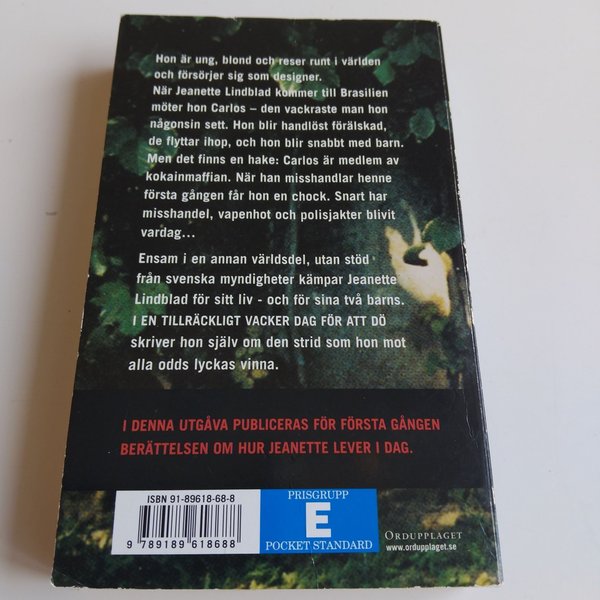 Hon är ung, blond och reser runt i världen
och försörjer sig som designer.
När Jeanette Lindblad kommer till Brasilien
möter hon Carlos – den vackraste man hon
någonsin sett. Hon blir handlöst förälskad,
de flyttar ihop, och hon blir snabbt med barn.
Men det finns en hake: Carlos är medlem av
kokainmaffian. När han misshandlar henne
första gången får hon en chock. Snart har
misshandel, vapenhot och polisjakter blivit
vardag...
Ensam i en annan världsdel, utan stöd
från svenska myndigheter kämpar Jeanette
Lindblad för sitt liv - och för sina två barns.
I EN TILLRÄCKLIGT VACKER DAG FÖR ATT DÖ
skriver hon själv om den strid som hon mot
alla odds lyckas vinna.
I DENNA UTGÅVA PUBLICERAS FÖR FÖRSTA GÅNGEN
BERÄTTELSEN OM HUR JEANETTE LEVER I DAG.
ISBN 91-89618-68-8
9 789189 618688
PRISGRUPP
E
POCKET STANDARD
ORDUPPLAGET
www.ordupplaget.se